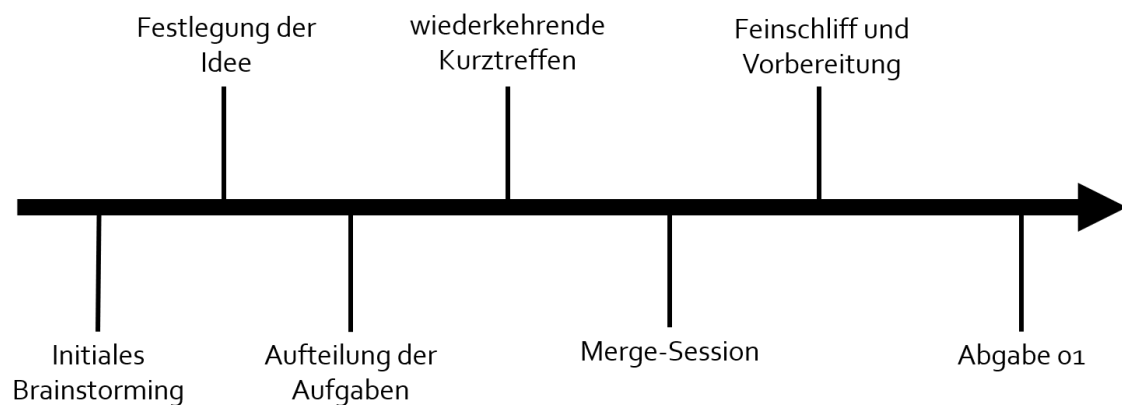 Festlegung der
Idee
wiederkehrende
Kurztreffen
Feinschliff und
Vorbereitung
Initiales
Brainstorming
Aufteilung der
Aufgaben
Merge-Session
Abgabe 01